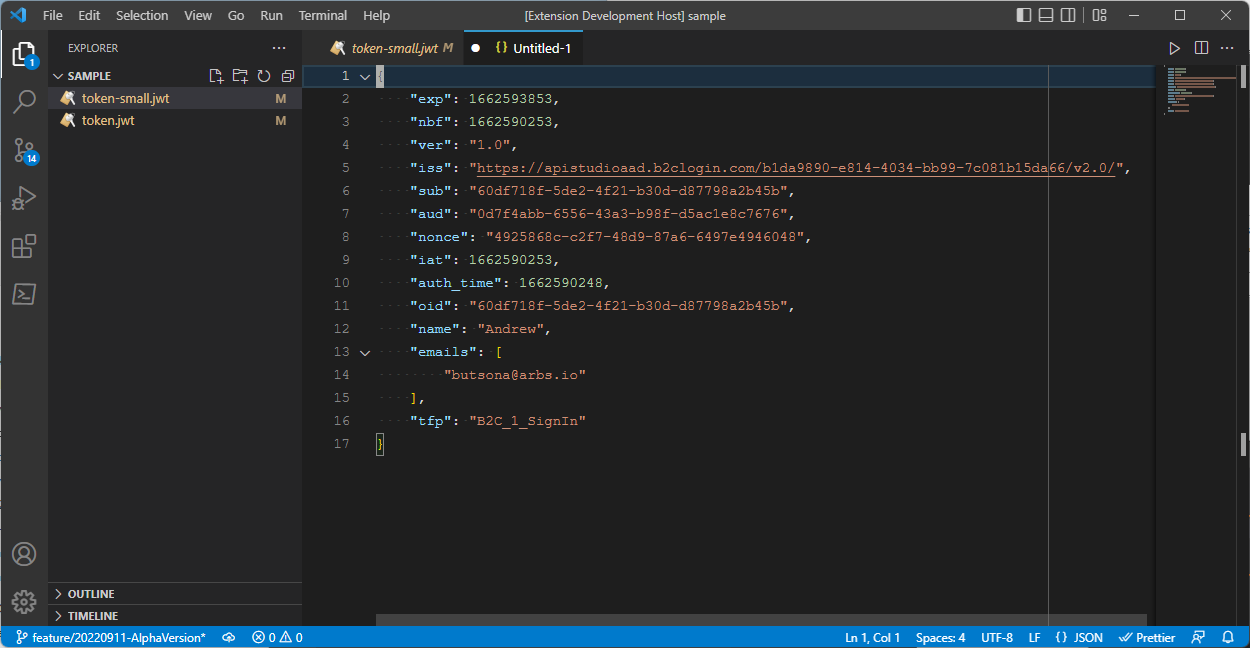 File Edit Selection View Go Run Terminal Help [Extension Development Host] sample
EXPLORER
SAMPLE
token-small.jwt M
token.jwt M
OUTLINE
TIMELINE
1
14
token-small.jwt M {} Untitled-1
1 {
2 "exp": 1662593853,
3 "nbf": 1662590253,
4 "ver": "1.0",
5 "iss": "https://apistudioaad.b2clogin.com/b1da9890-e814-4034-bb99-7c081b15da66/v2.0/",
6 "sub": "60df718f-5de2-4f21-b30d-d87798a2b45b",
7 "aud": "0d7f4abb-6556-43a3-b98f-d5ac1e8c7676",
8 "nonce": "4925868c-c2f7-48d9-87a6-6497e4946048",
9 "iat": 1662590253,
10 "auth_time": 1662590248,
11 "oid": "60df718f-5de2-4f21-b30d-d87798a2b45b",
12 "name": "Andrew",
13 "emails": [
14 "butsona@arbs.io"
15 ],
16 "tfp": "B2C_1_SignIn"
17 }
feature/20220911-AlphaVersion* 0 0 Ln 1, Col 1 Spaces: 4 UTF-8 LF {} JSON Prettier